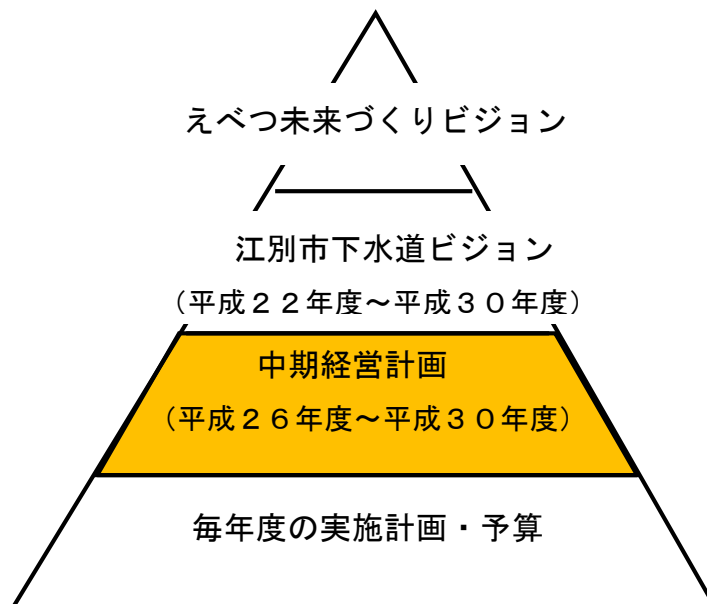 えべつ未来づくりビジョン
江別市下水道ビジョン
（平成２２年度～平成３０年度）
中期経営計画
（平成２６年度～平成３０年度）
毎年度の実施計画・予算